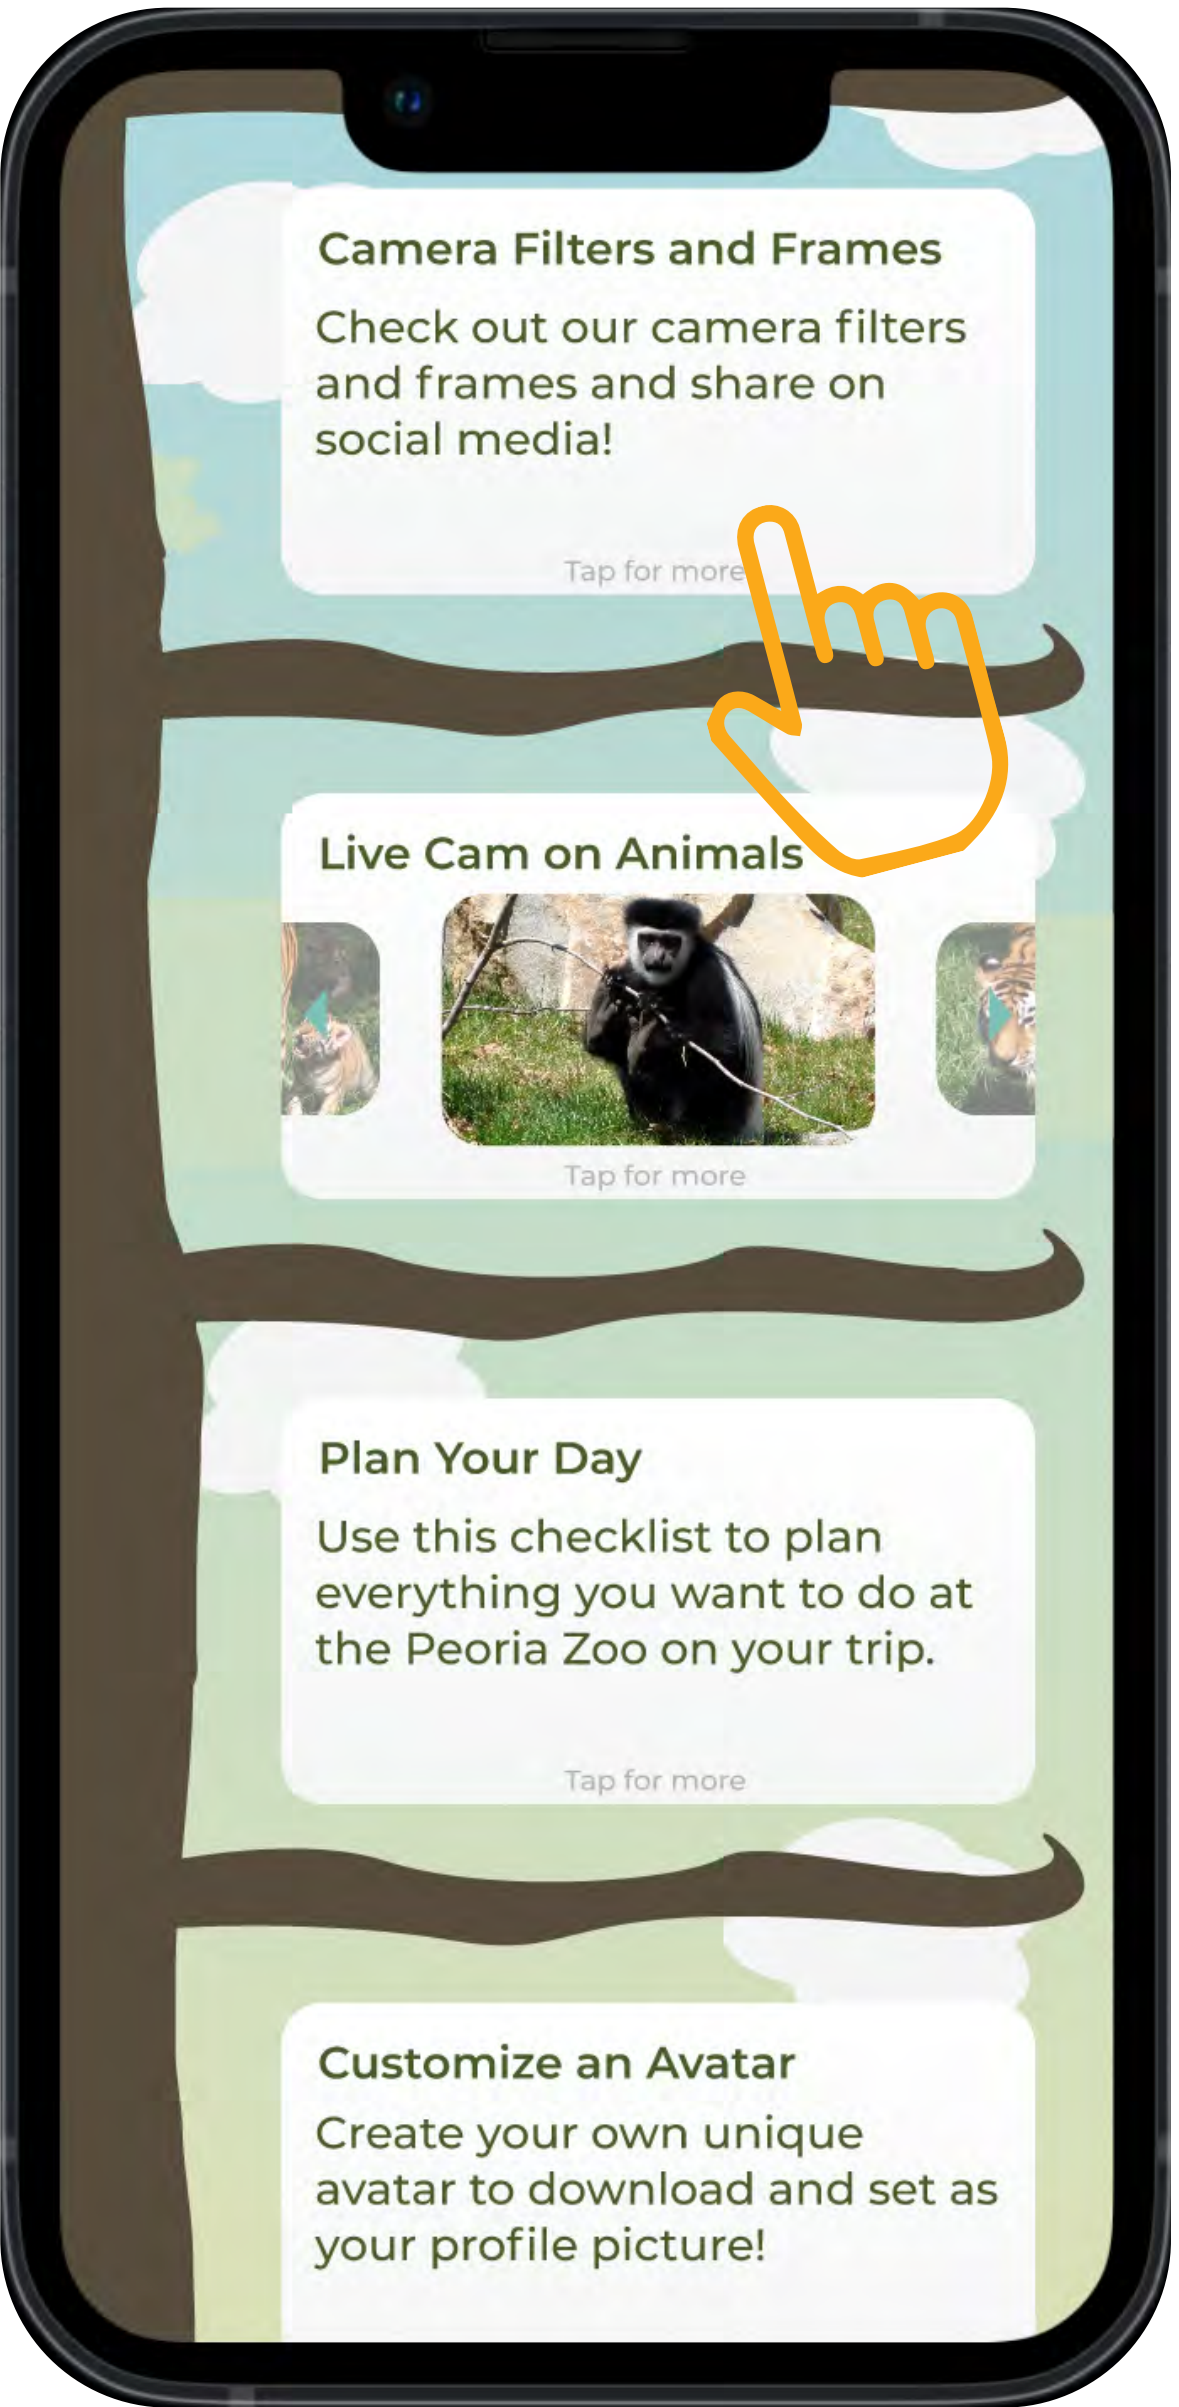 Camera Filters and Frames
Check out our camera filters
and frames and share on
social media!
Tap for more
Live Cam on Animals
Tap for more
Plan Your Day
Use this checklist to plan
everything you want to do at
the Peoria Zoo on your trip.
Tap for more
Customize an Avatar
Create your own unique
avatar to download and set as
your profile picture!